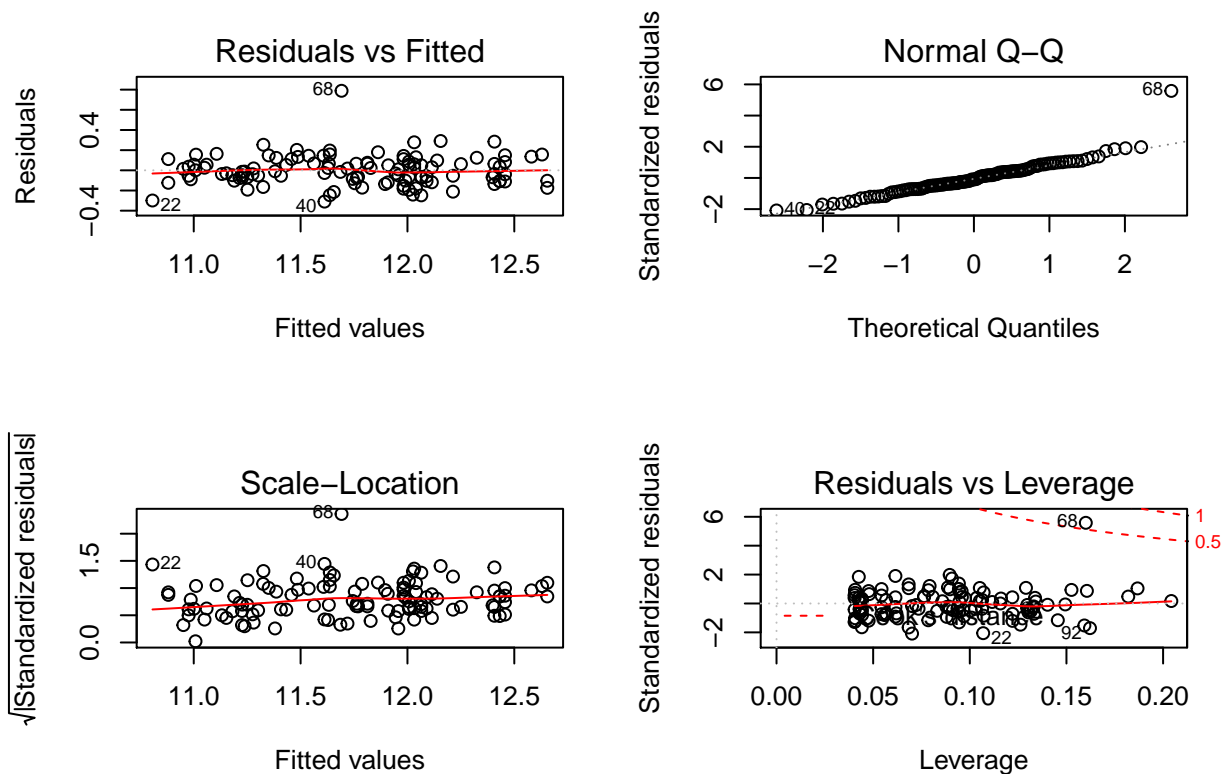 Residuals vs Fitted
Residuals
0.4
−0.4
68
40
22
11.0 11.5 12.0 12.5
Fitted values
Normal Q−Q
Standardized residuals
6
2
−2
68
40 22
−2 −1 0 1 2
Theoretical Quantiles
Scale−Location
√|Standardized residuals|
1.5
0.0
68
40
22
11.0 11.5 12.0 12.5
Fitted values
Residuals vs Leverage
Standardized residuals
6
2
−2
68
1
0.5
22
92
0.00 0.05 0.10 0.15 0.20
Leverage